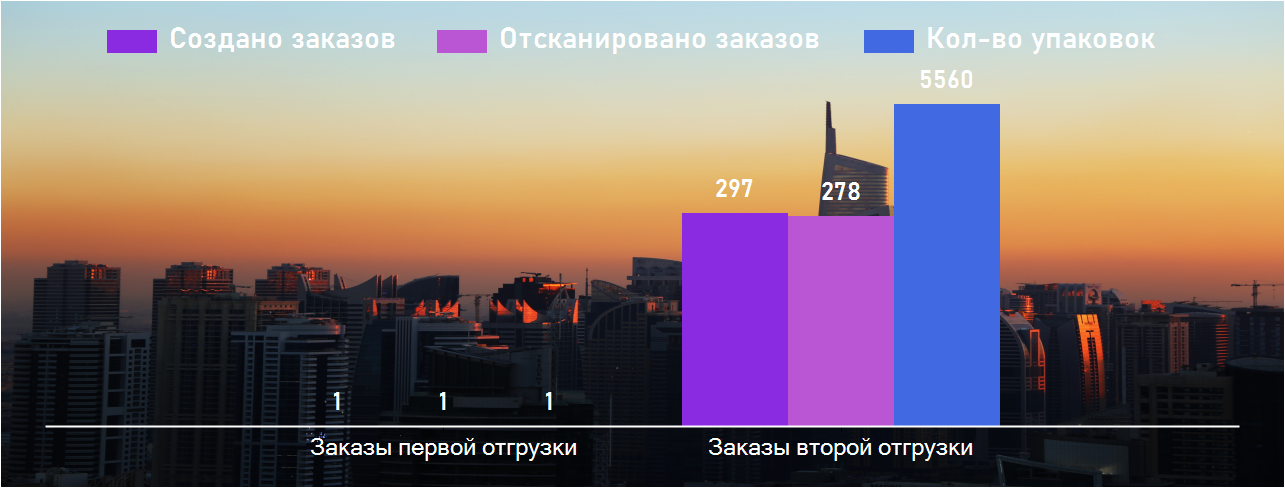 Создано заказов
Отсканировано заказов
Кол-во упаковок
5560
297
278
1
1
1
Заказы первой отгрузки
Заказы второй отгрузки